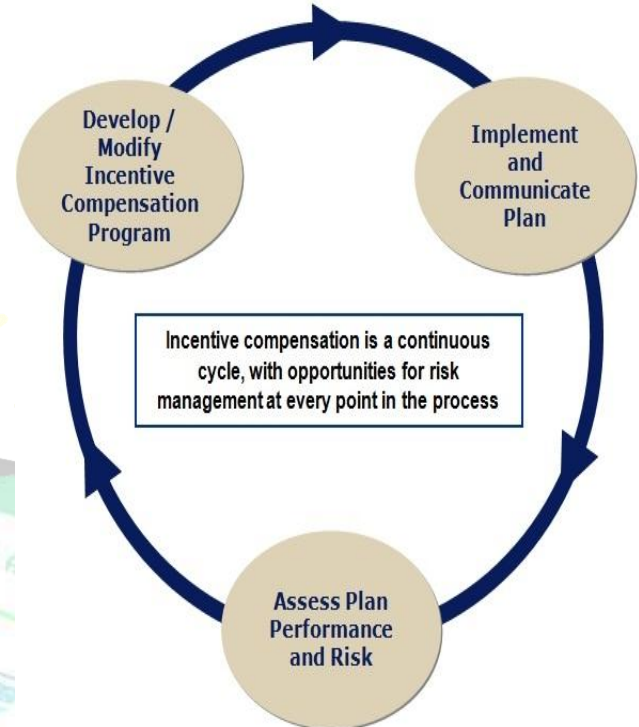 Develop /
Modify
Incentive
Compensation
Program
Implement
and
Communicate
Plan
Incentive compensation is a continuous
cycle, with opportunities for risk
management at every point in the process
Assess Plan
Performance
and Risk